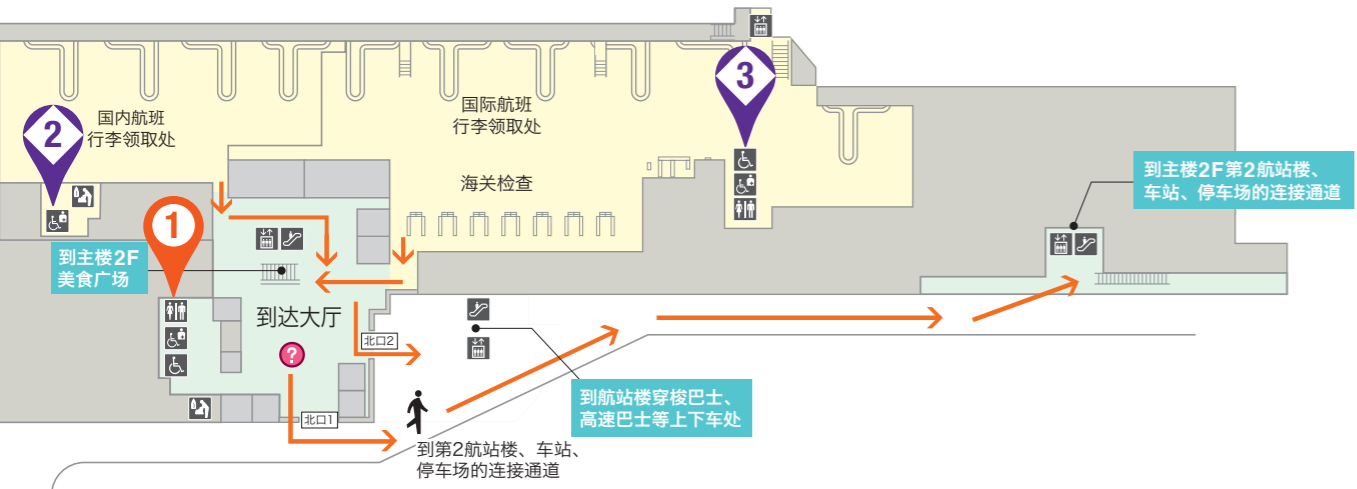 3
2
国内航班
行李领取处
国际航班
行李领取处
到主楼2F第2航站楼、
车站、停车场的连接通道
海关检查
1
到主楼2F
美食广场
到达大厅
北口2
?
到航站楼穿梭巴士、
高速巴士等上下车处
北口1
到第2航站楼、车站、
停车场的连接通道